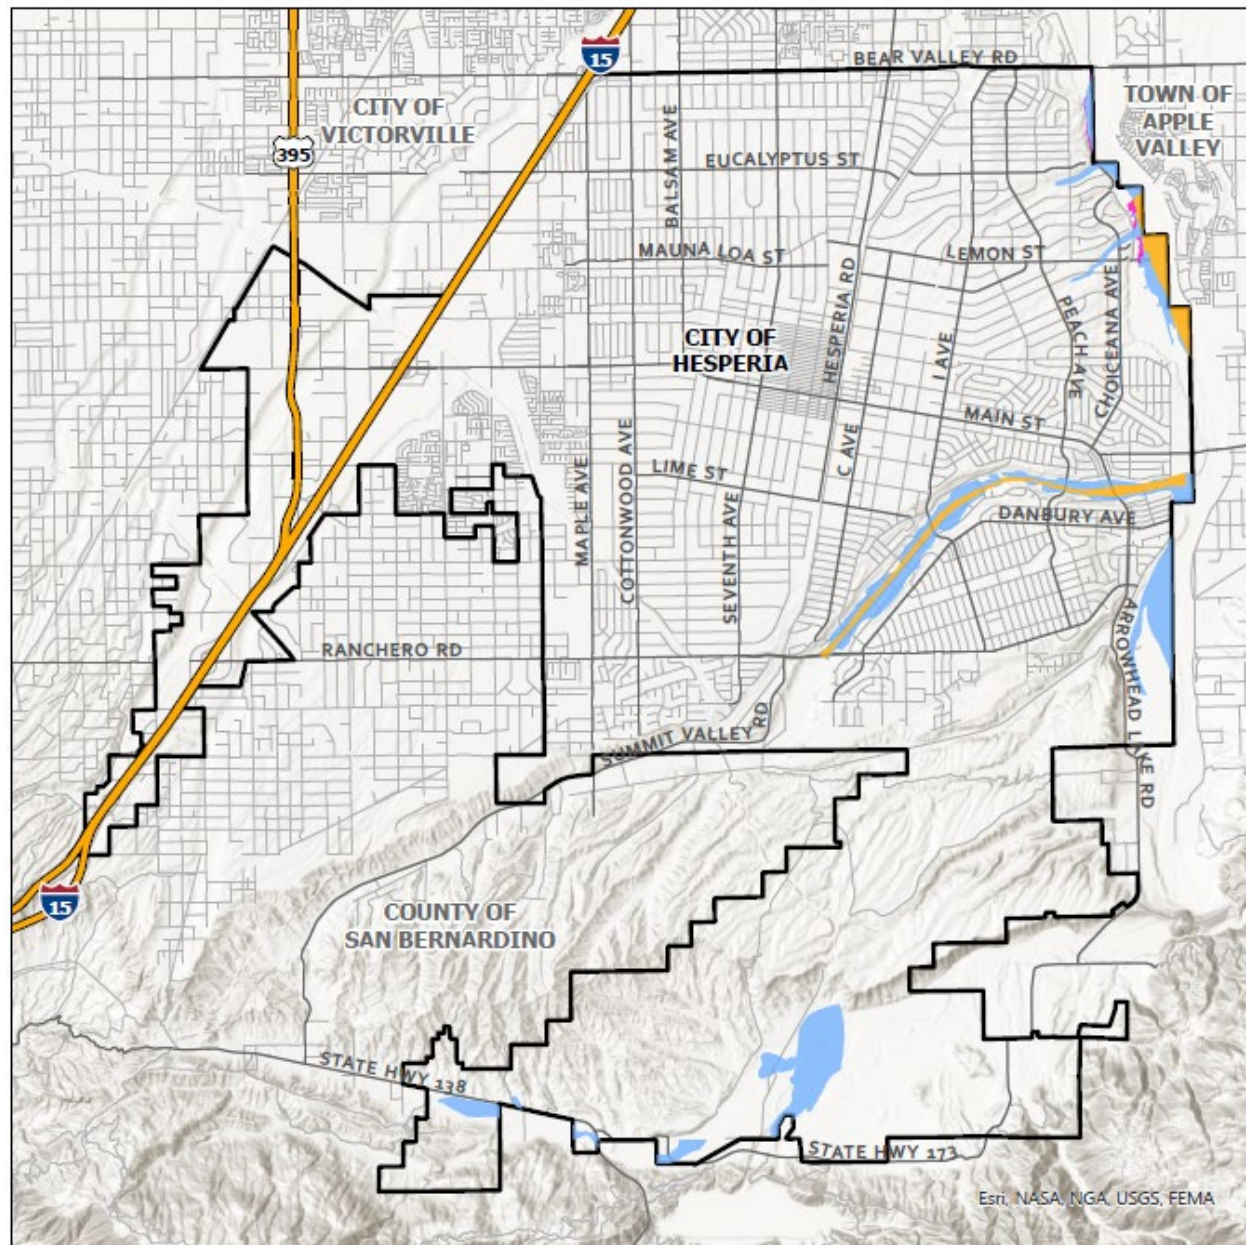 15
BEAR VALLEY RD
CITY OF
VICTORVILLE
TOWN OF
APPLE
VALLEY
395
BALSAM AVE
EUCALYPTUS ST
MAUNA LOA ST
LEMON ST
HESPERIA RD
PEACH AVE
CHOICEANA AVE
CITY OF
HESPERIA
I AVE
MAIN ST
C AVE
LIME ST
COTTONWOOD AVE
MAPLE AVE
SEVENTH AVE
DANBURY AVE
RANCHERO RD
ARROWHEAD LAKE RD
SUMMIT VALLEY RD
15
COUNTY OF
SAN BERNARDINO
STATE HWY 138
STATE HWY 173
Esri, NASA, NGA, USGS, FEMA